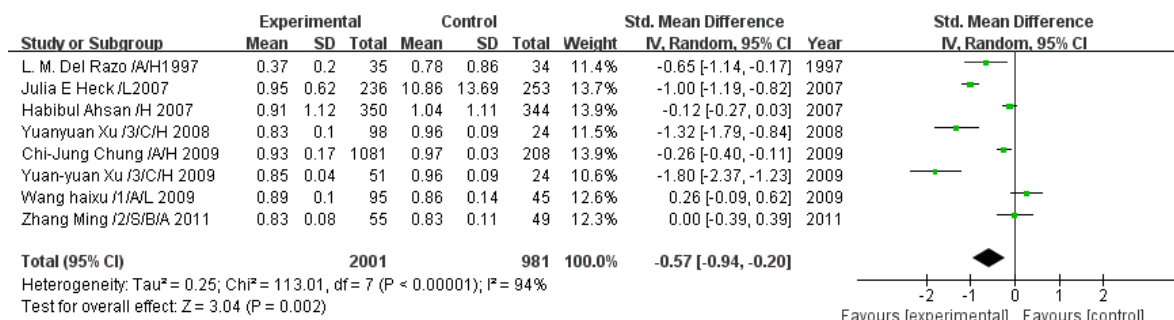 Experimental Control Std. Mean Difference Std. Mean Difference
Study or Subgroup Mean SD Total Mean SD Total Weight IV, Random, 95% CI Year IV, Random, 95% CI
L. M. Del Razo /A/H1997 0.37 0.2 35 0.78 0.86 34 11.4% -0.65 [-1.14, -0.17] 1997
Julia E Heck /L2007 0.95 0.62 236 10.86 13.69 253 13.7% -1.00 [-1.19, -0.82] 2007
Habibul Ahsan /H 2007 0.91 1.12 350 1.04 1.11 344 13.9% -0.12 [-0.27, 0.03] 2007
Yuanyuan Xu /3/C/H 2008 0.83 0.1 98 0.96 0.09 24 11.5% -1.32 [-1.79, -0.84] 2008
Chi-Jung Chung /A/H 2009 0.93 0.17 1081 0.97 0.03 208 13.9% -0.26 [-0.40, -0.11] 2009
Yuan-yuan Xu /3/C/H 2009 0.85 0.04 51 0.96 0.09 24 10.7% -1.80 [-2.37, -1.23] 2009
Wang haixu /1/A/L 2009 0.89 0.1 95 0.86 0.14 45 12.6% 0.26 [-0.09, 0.62] 2009
Zhang Ming /2/S/B/A 2011 0.83 0.08 55 0.83 0.11 49 12.3% 0.00 [-0.39, 0.39] 2011
Total (95% CI) 2001 981 100.0% -0.57 [-0.94, -0.20]
Heterogeneity: Tau² = 0.25; Chi² = 113.01, df = 7 (P < 0.00001); I² = 94%
Test for overall effect: Z = 3.04 (P = 0.002)
-2 -1 0 1 2
Favours [experimental] Favours [control]